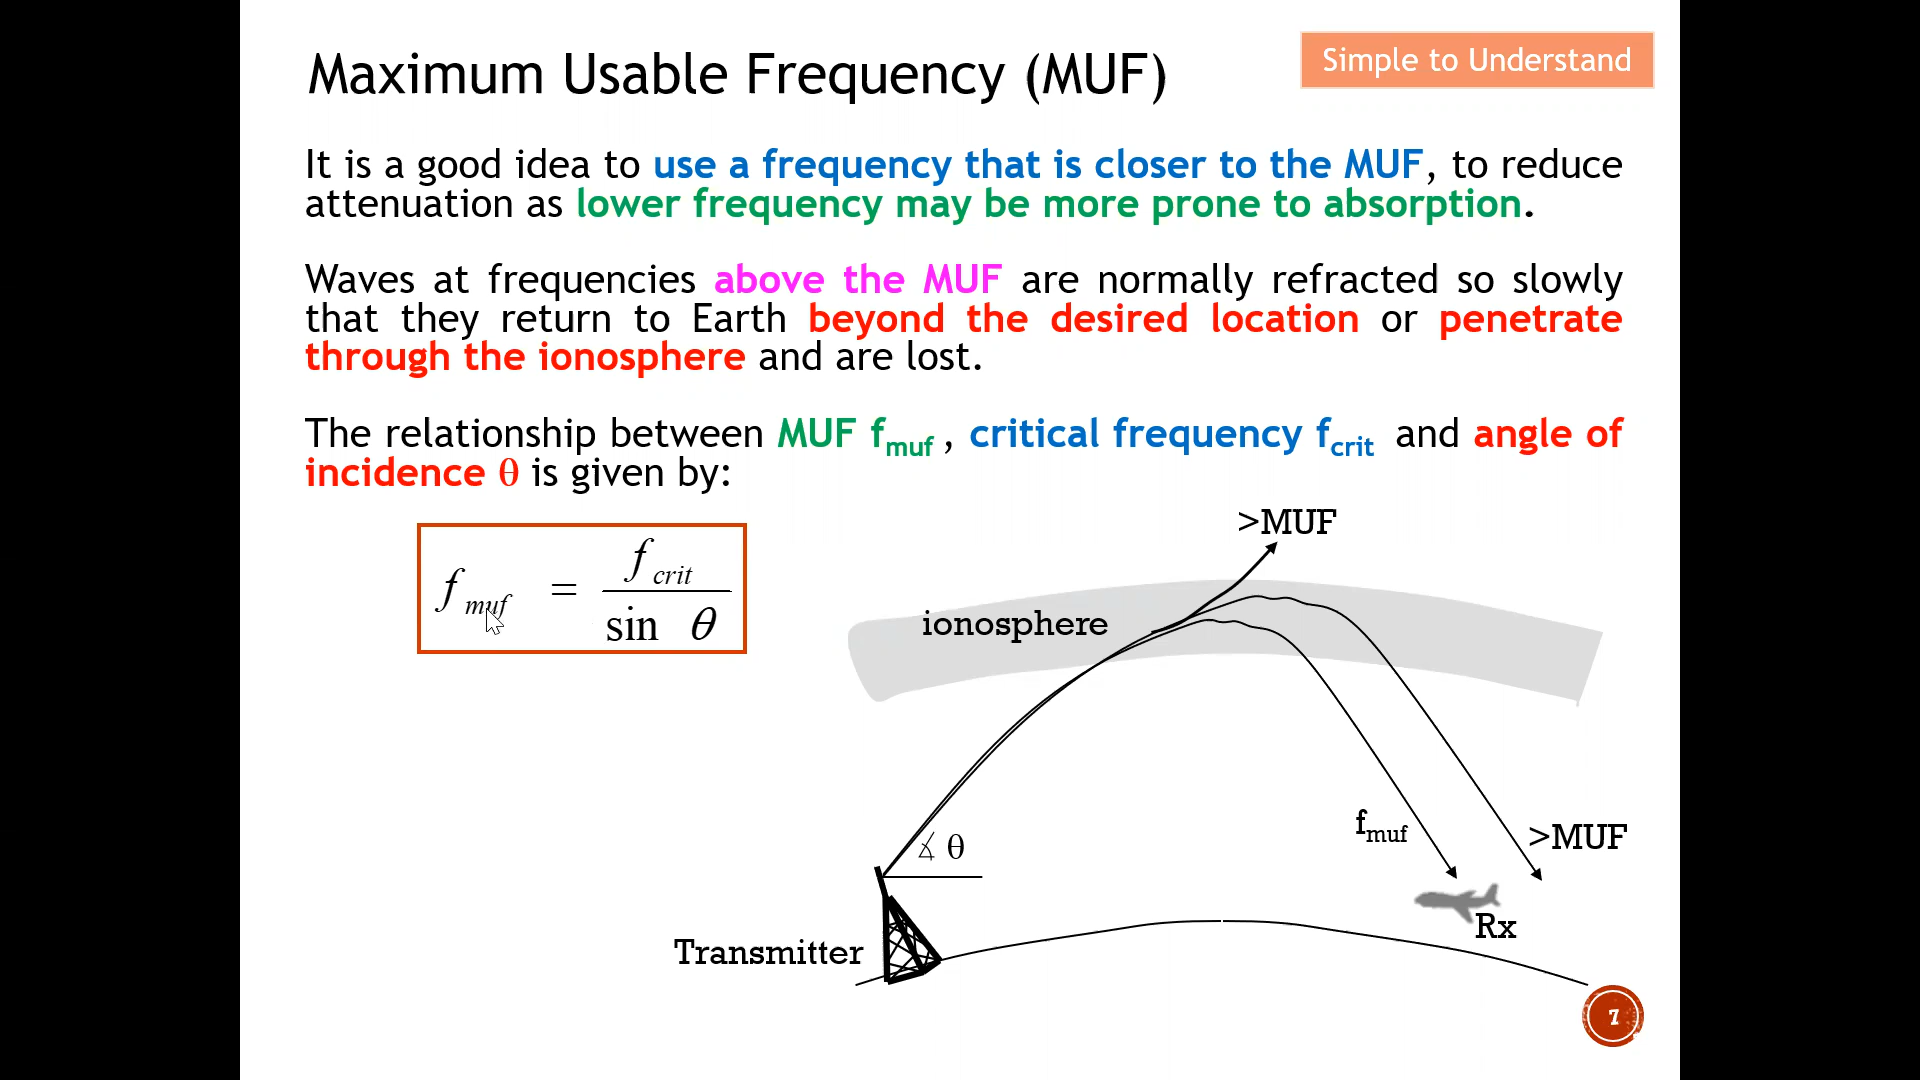 Maximum Usable Frequency (MUF)
Simple to Understand
It is a good idea to use a frequency that is closer to the MUF, to reduce
attenuation as lower frequency may be more prone to absorption.
Waves at frequencies above the MUF are normally refracted so slowly
that they return to Earth beyond the desired location or penetrate
through the ionosphere and are lost.
The relationship between MUF fmuf , critical frequency fcrit and angle of
incidence θ is given by:
f muf = f crit / sin θ
>MUF
ionosphere
∡ θ
fmuf
>MUF
Rx
Transmitter
7